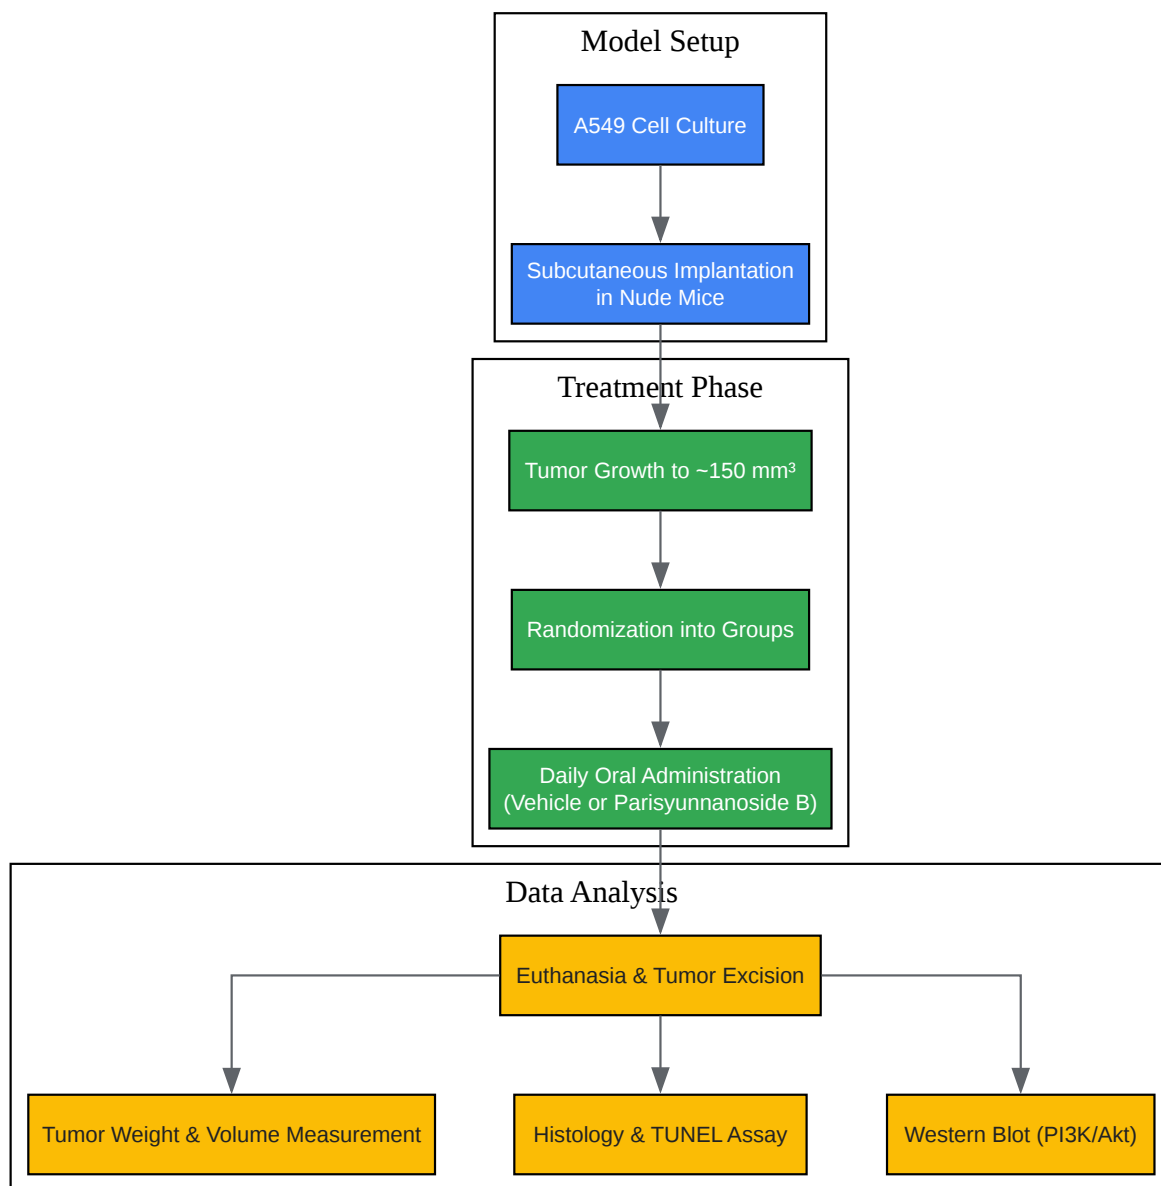 Model Setup
A549 Cell Culture
Subcutaneous Implantation
in Nude Mice
Treatment Phase
Tumor Growth to ~150 mm³
Randomization into Groups
Daily Oral Administration
(Vehicle or Parisyunnanoside B)
Data Analysis
Euthanasia & Tumor Excision
Tumor Weight & Volume Measurement
Histology & TUNEL Assay
Western Blot (PI3K/Akt)